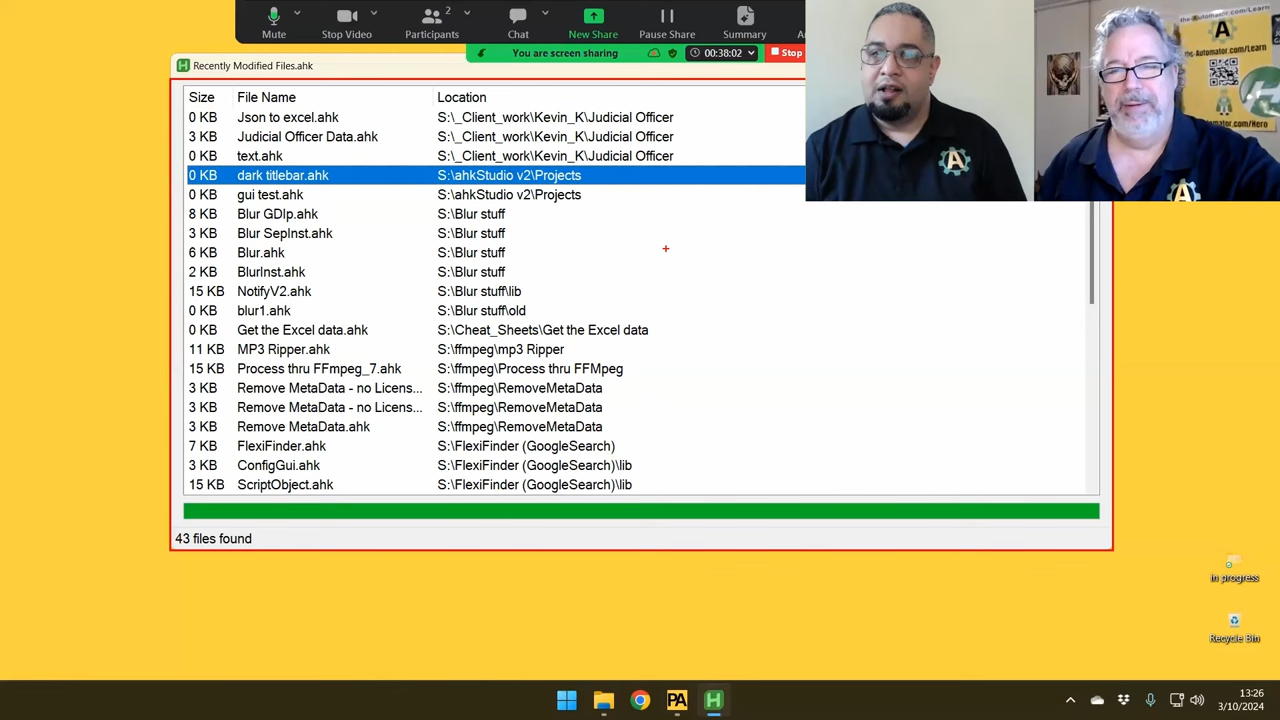 Mute
Stop Video
2
Participants
Chat
New Share
Pause Share
Summary
You are screen sharing
00:38:02
Stop
the-Automator.com/Learn
Recently Modified Files.ahk
Size File Name Location
0 KB Json to excel.ahk S:\_Client_work\Kevin_K\Judicial Officer
3 KB Judicial Officer Data.ahk S:\_Client_work\Kevin_K\Judicial Officer
0 KB text.ahk S:\_Client_work\Kevin_K\Judicial Officer
0 KB dark titlebar.ahk S:\ahkStudio v2\Projects
0 KB gui test.ahk S:\ahkStudio v2\Projects
8 KB Blur GDIp.ahk S:\Blur stuff
3 KB Blur SepInst.ahk S:\Blur stuff
6 KB Blur.ahk S:\Blur stuff
2 KB BlurInst.ahk S:\Blur stuff
15 KB NotifyV2.ahk S:\Blur stuff\lib
0 KB blur1.ahk S:\Blur stuff\old
0 KB Get the Excel data.ahk S:\Cheat_Sheets\Get the Excel data
11 KB MP3 Ripper.ahk S:\ffmpeg\mp3 Ripper
15 KB Process thru FFmpeg_7.ahk S:\ffmpeg\Process thru FFMpeg
3 KB Remove MetaData - no Licens... S:\ffmpeg\RemoveMetaData
3 KB Remove MetaData - no Licens... S:\ffmpeg\RemoveMetaData
3 KB Remove MetaData.ahk S:\ffmpeg\RemoveMetaData
7 KB FlexiFinder.ahk S:\FlexiFinder (GoogleSearch)
3 KB ConfigGui.ahk S:\FlexiFinder (GoogleSearch)\lib
15 KB ScriptObject.ahk S:\FlexiFinder (GoogleSearch)\lib
43 files found
In progress
Recycle Bin
PA
H
13:26
3/10/2024